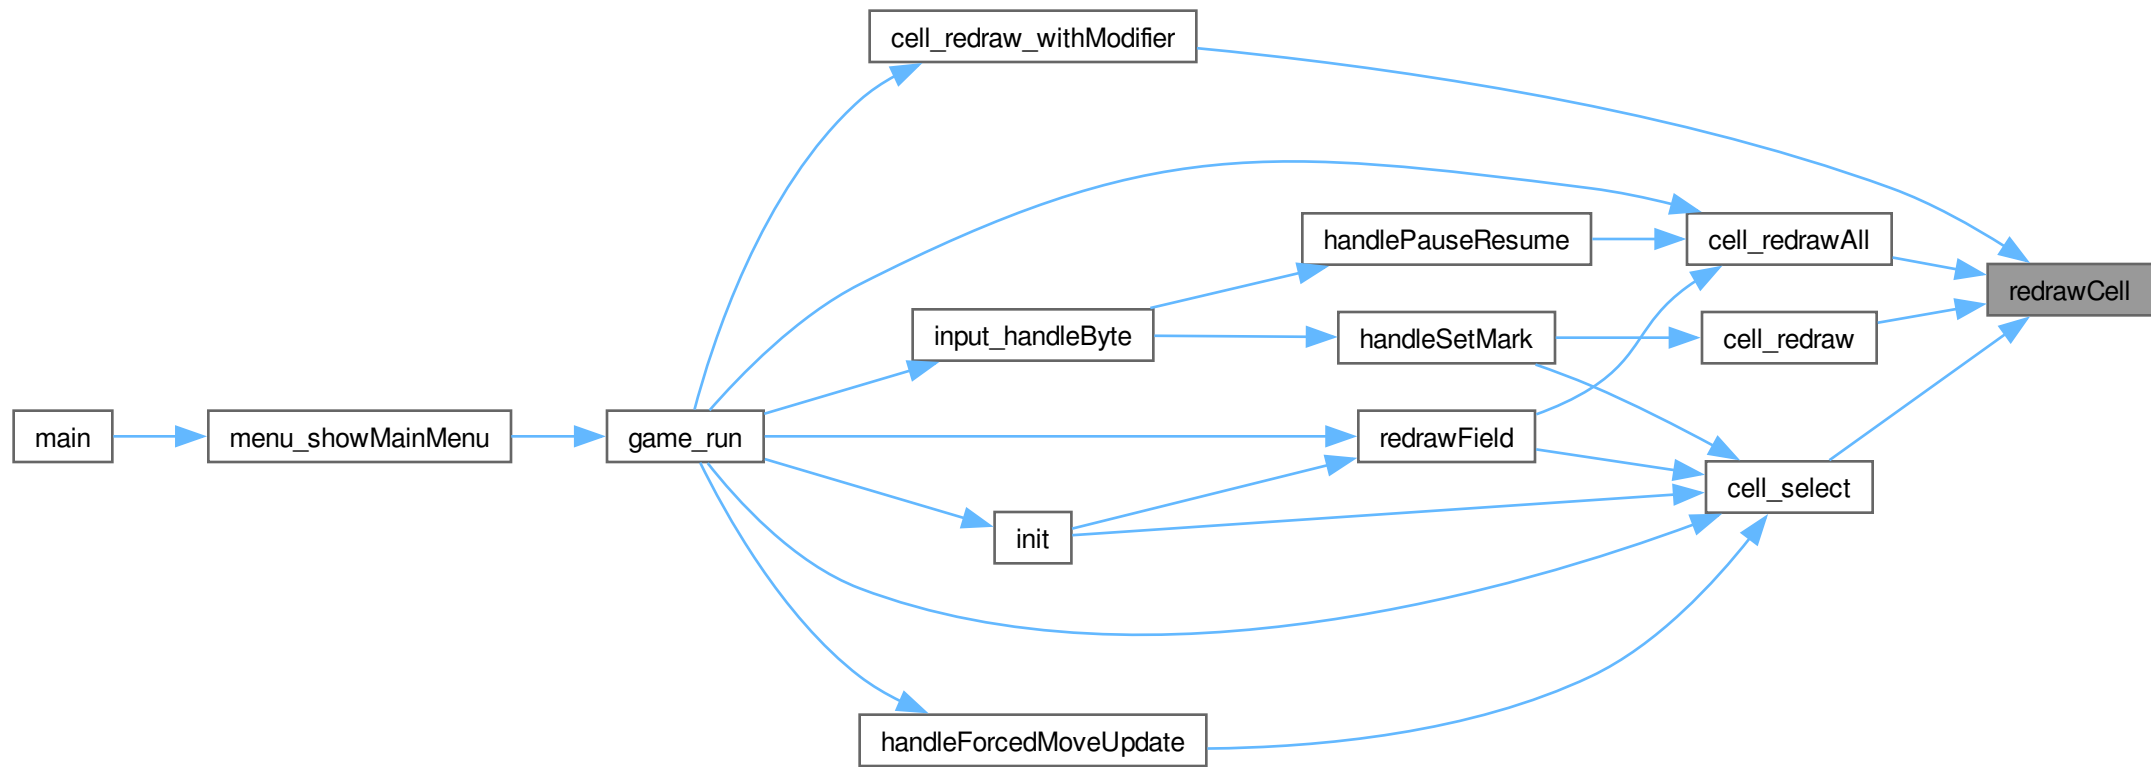 cell_redraw_withModifier
handlePauseResume
cell_redrawAll
redrawCell
input_handleByte
handleSetMark
cell_redraw
main
menu_showMainMenu
game_run
redrawField
cell_select
init
handleForcedMoveUpdate